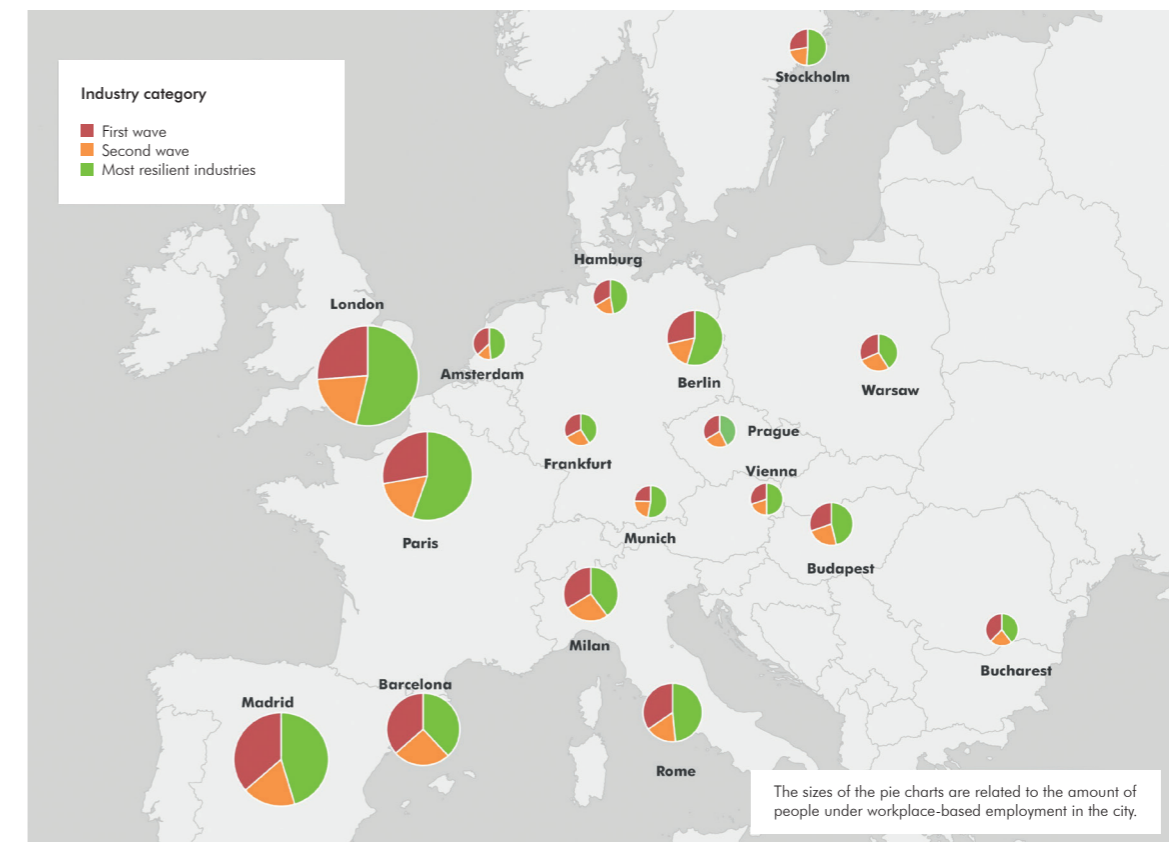 Industry category
First wave
Second wave
Most resilient industries
Stockholm
Hamburg
London
Amsterdam
Berlin
Warsaw
Prague
Frankfurt
Vienna
Munich
Paris
Budapest
Milan
Bucharest
Barcelona
Madrid
Rome
The sizes of the pie charts are related to the amount of
people under workplace-based employment in the city.